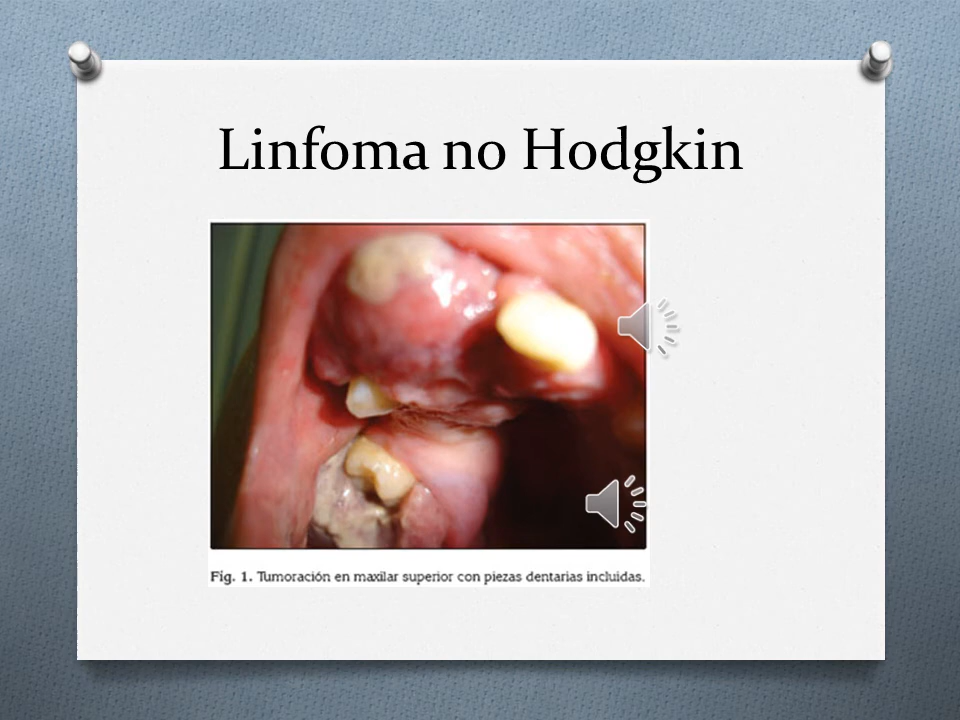 Linfoma no Hodgkin
Fig. 1. Tumoración en maxilar superior con piezas dentarias incluidas.